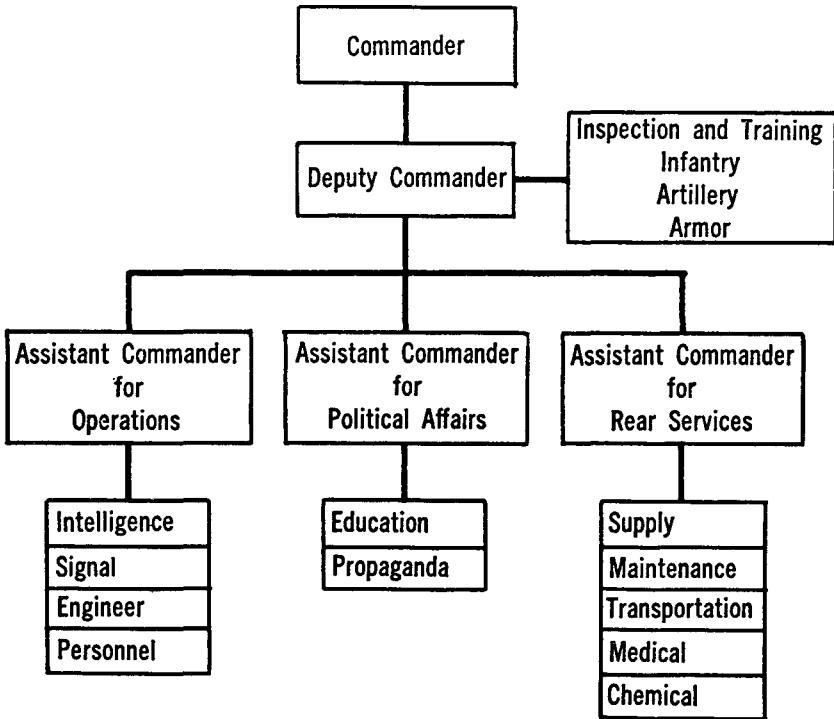 Commander
Deputy Commander
Inspection and Training
Infantry
Artillery
Armor
Assistant Commander
for
Operations
Assistant Commander
for
Political Affairs
Assistant Commander
for
Rear Services
Intelligence
Signal
Engineer
Personnel
Education
Propaganda
Supply
Maintenance
Transportation
Medical
Chemical